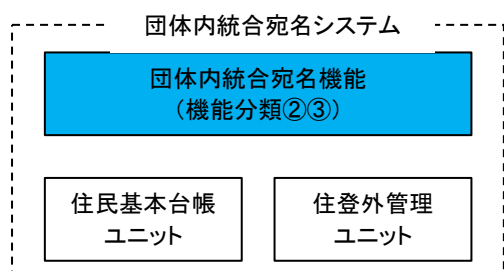 団体内統合宛名システム
団体内統合宛名機能
（機能分類②③）
住民基本台帳
ユニット
住登外管理
ユニット